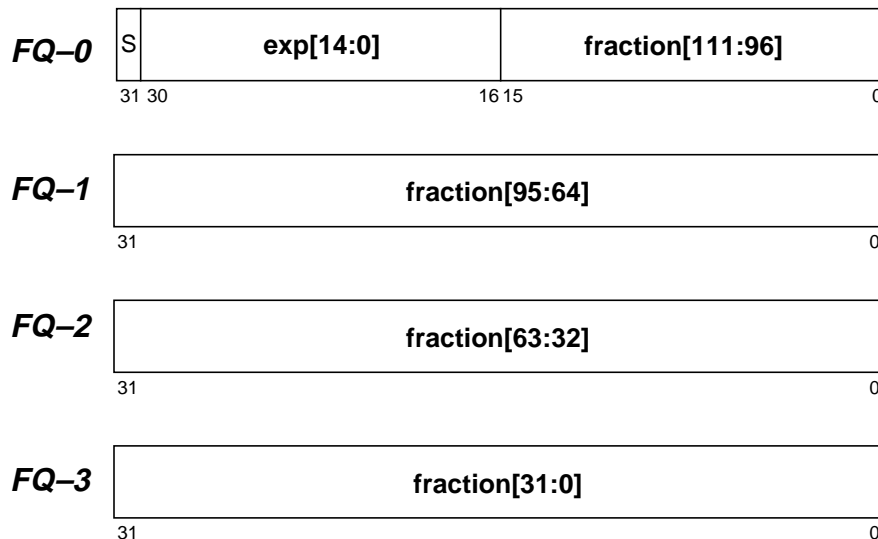 FQ–0 S exp[14:0] fraction[111:96]
31 30 16 15 0
FQ–1 fraction[95:64]
31 0
FQ–2 fraction[63:32]
31 0
FQ–3 fraction[31:0]
31 0